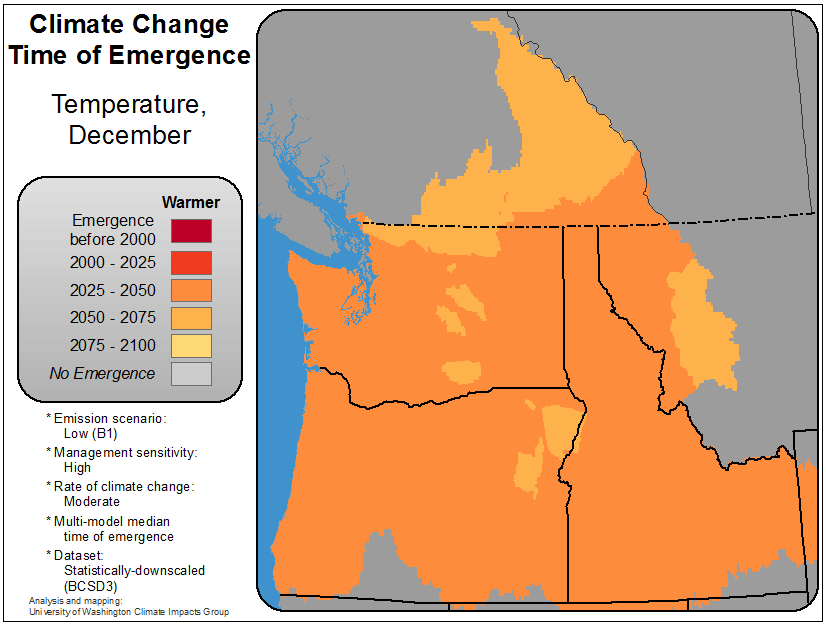 Climate Change
Time of Emergence
Temperature,
December
Warmer
Emergence
before 2000
2000 - 2025
2025 - 2050
2050 - 2075
2075 - 2100
No Emergence
* Emission scenario:
Low (B1)
* Management sensitivity:
High
* Rate of climate change:
Moderate
* Multi-model median
time of emergence
* Dataset:
Statistically-downscaled
(BCSD3)
Analysis and mapping:
University of Washington Climate Impacts Group